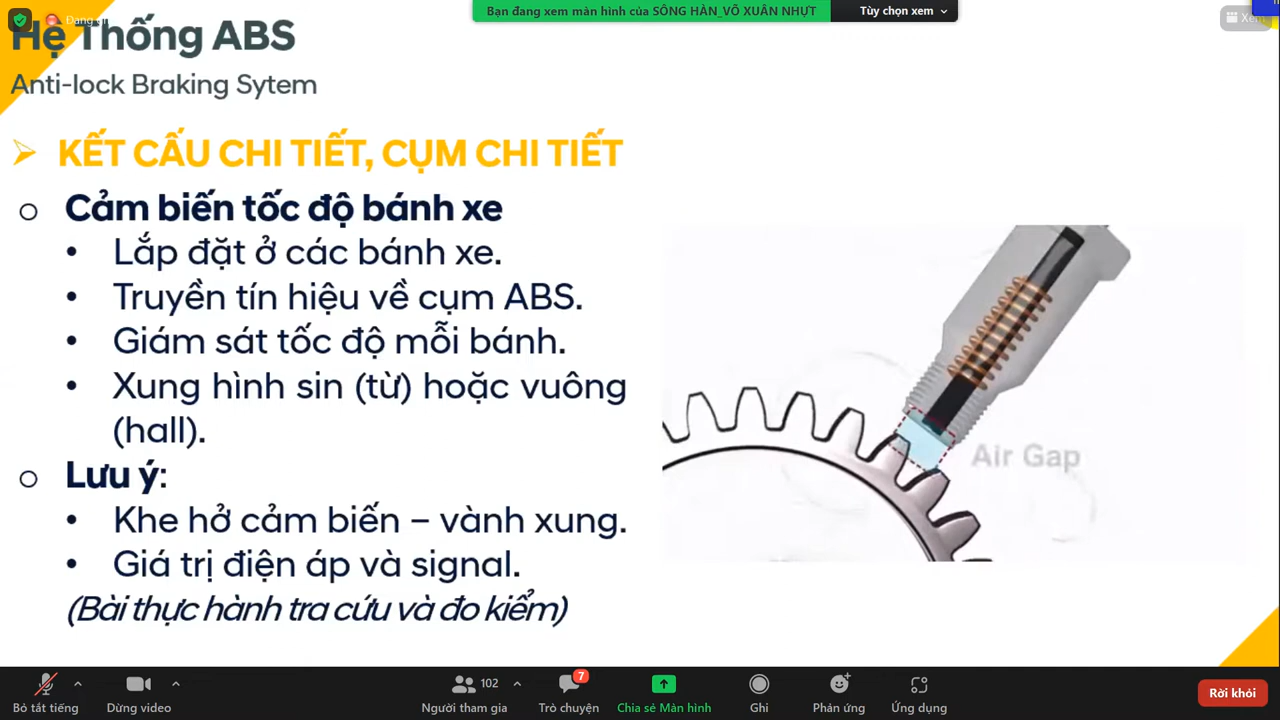 Bạn đang xem màn hình của SÔNG HÀN_VÕ XUÂN NHỰT
Tùy chọn xem
Hệ Thống ABS
Anti-lock Braking Sytem
KẾT CẤU CHI TIẾT, CỤM CHI TIẾT
Cảm biến tốc độ bánh xe
Lắp đặt ở các bánh xe.
Truyền tín hiệu về cụm ABS.
Giám sát tốc độ mỗi bánh.
Xung hình sin (từ) hoặc vuông
(hall).
Lưu ý:
Khe hở cảm biến – vành xung.
Giá trị điện áp và signal.
(Bài thực hành tra cứu và đo kiểm)
Air Gap
Bỏ tắt tiếng
Dừng video
102
Người tham gia
7
Trò chuyện
Chia sẻ Màn hình
Ghi
Phản ứng
Ứng dụng
Rời khỏi